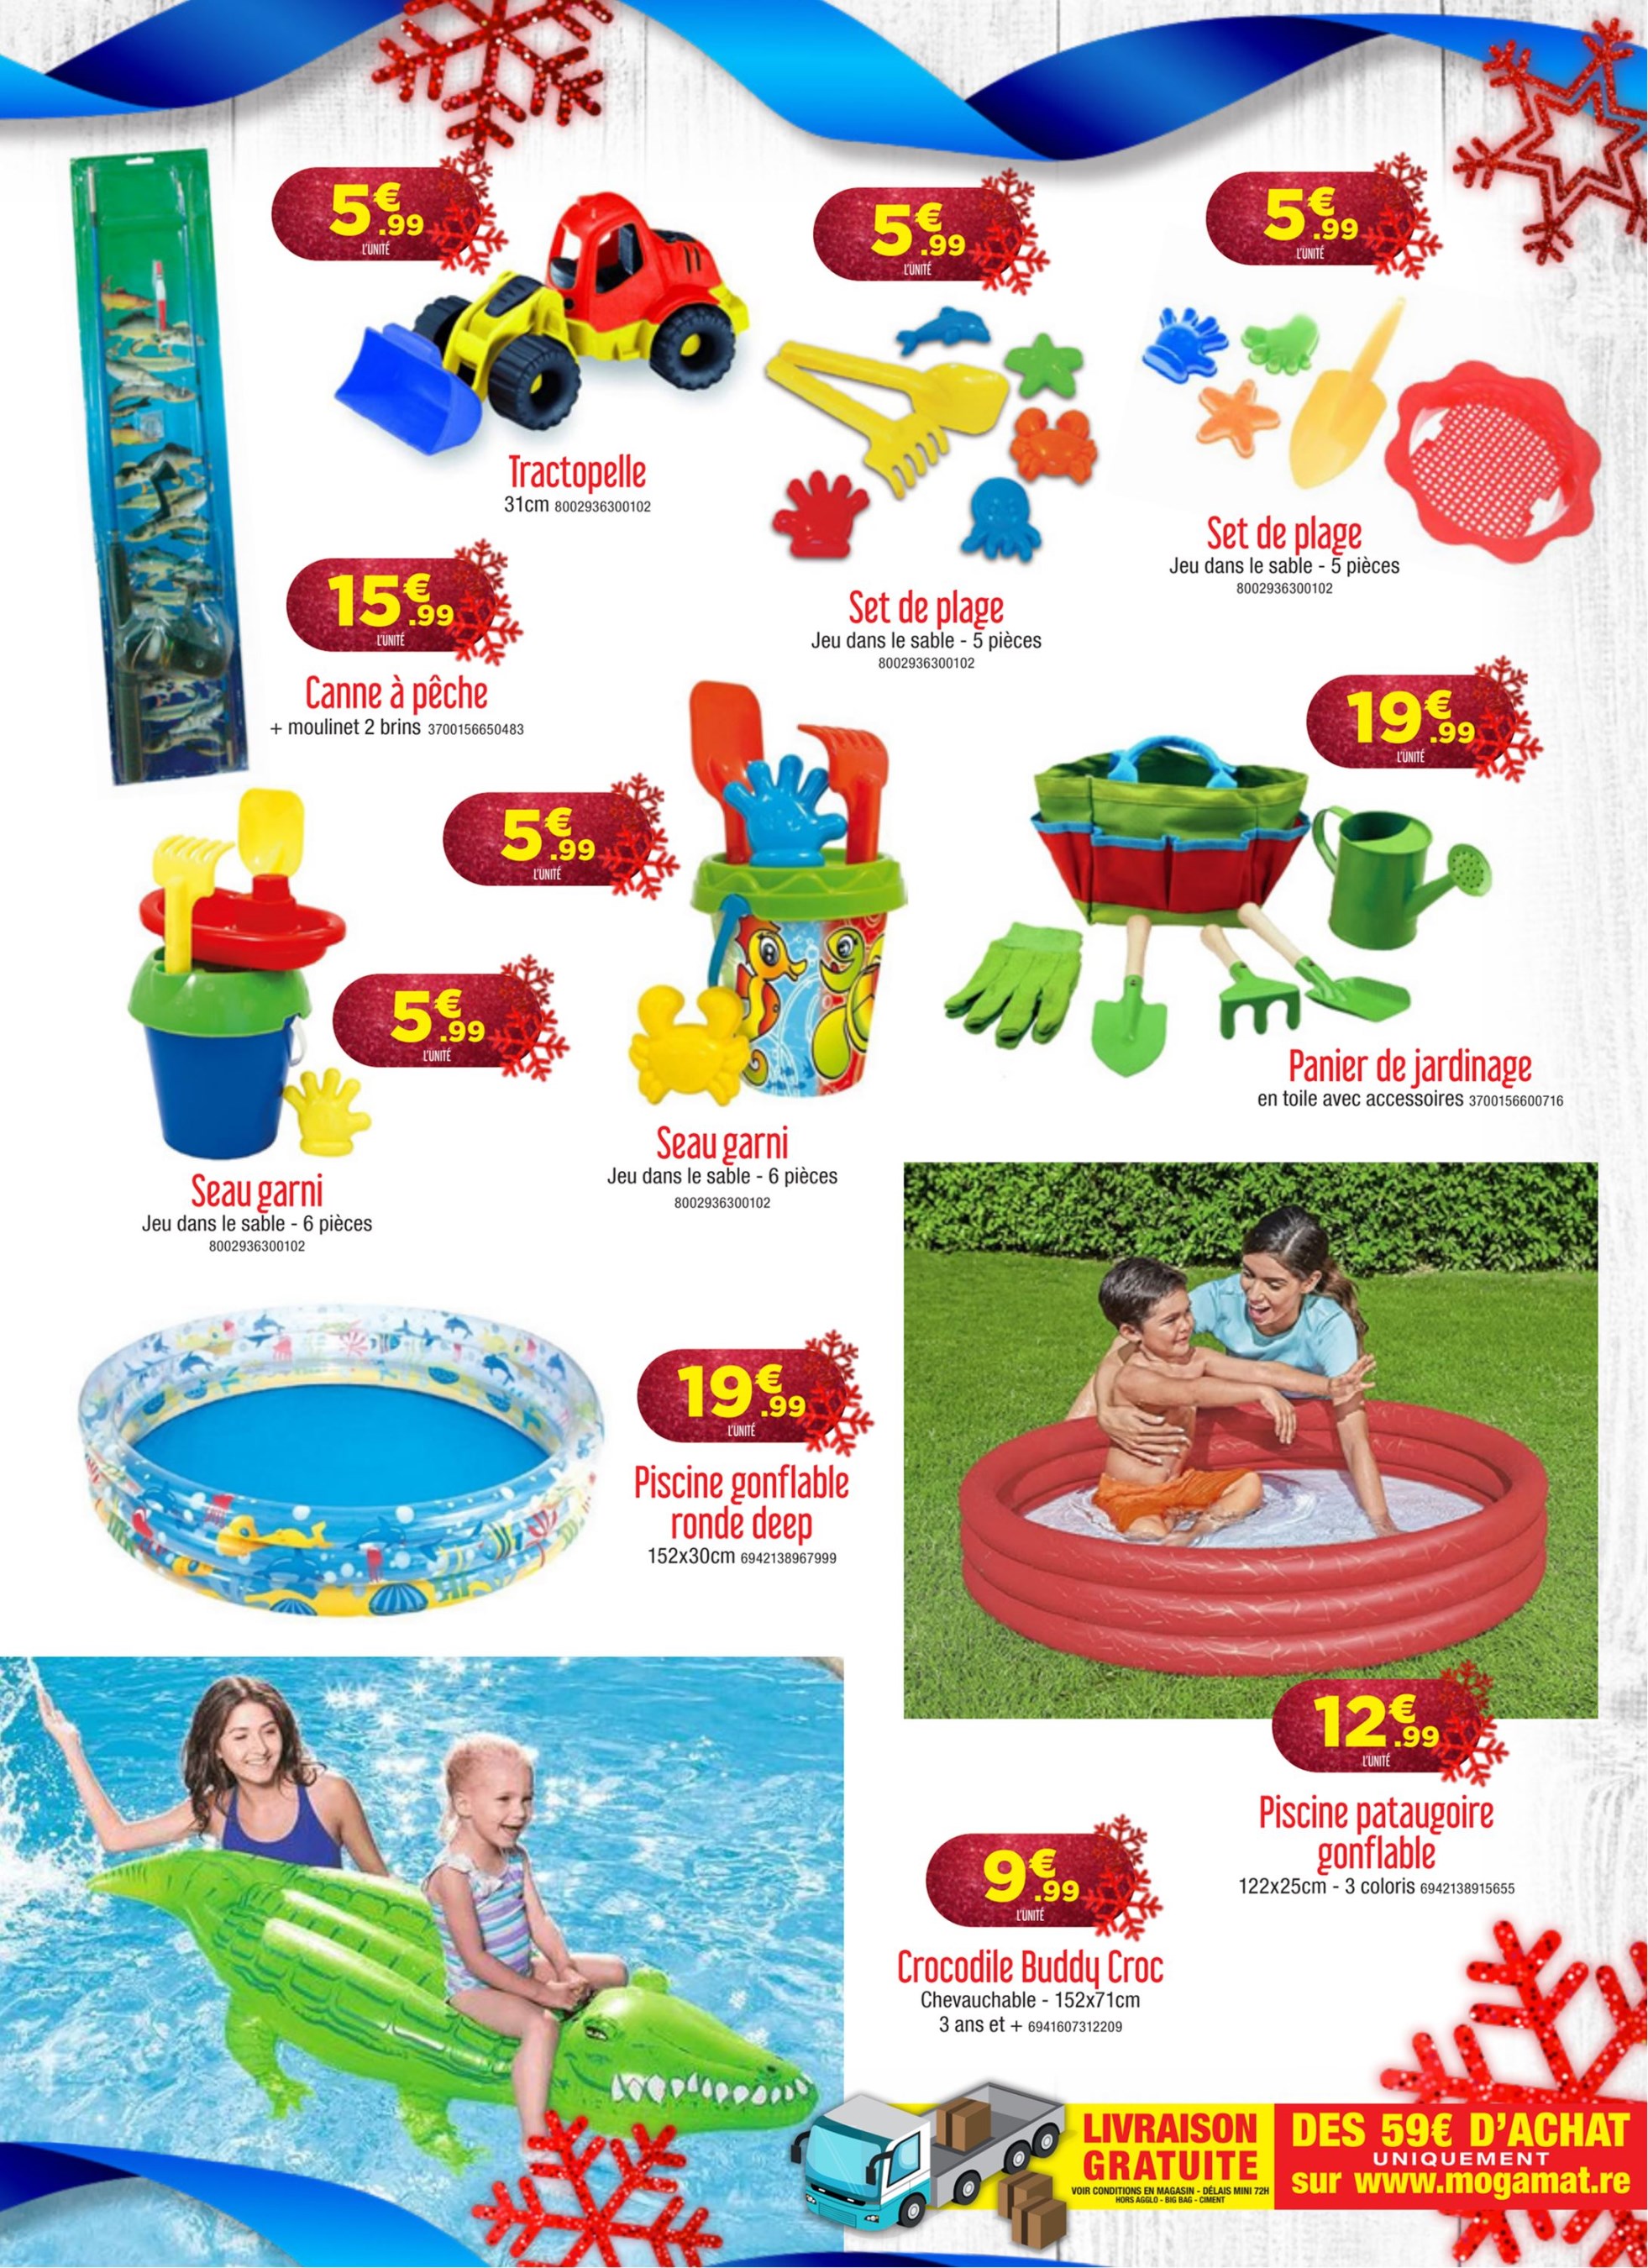 5€.99
L'UNITÉ
Tractopelle
31cm 8002936300102
5€.99
L'UNITÉ
Set de plage
Jeu dans le sable - 5 pièces
8002936300102
5€.99
L'UNITÉ
Set de plage
Jeu dans le sable - 5 pièces
8002936300102
15€.99
L'UNITÉ
Canne à pêche
+ moulinet 2 brins 3700156650483
19€.99
L'UNITÉ
Panier de jardinage
en toile avec accessoires 3700156600716
5€.99
L'UNITÉ
Seau garni
Jeu dans le sable - 6 pièces
8002936300102
5€.99
L'UNITÉ
Seau garni
Jeu dans le sable - 6 pièces
8002936300102
19€.99
L'UNITÉ
Piscine gonflable
ronde deep
152x30cm 6942138967999
12€.99
L'UNITÉ
Piscine pataugoire
gonflable
122x25cm - 3 coloris 6942138915655
9€.99
L'UNITÉ
Crocodile Buddy Croc
Chevauchable - 152x71cm
3 ans et + 6941607312209
LIVRAISON
GRATUITE
VOIR CONDITIONS EN MAGASIN - DÉLAIS MINI 72H
HORS AGGLO - BIG BAG - CIMENT
DES 59€ D'ACHAT
UNIQUEMENT
sur www.mogamat.re